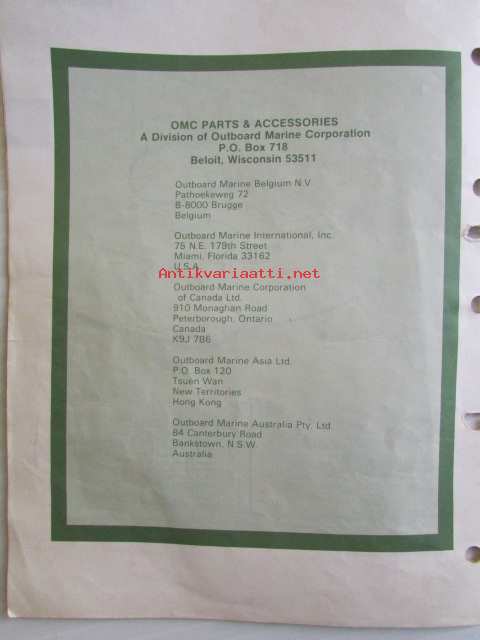 OMC PARTS & ACCESSORIES
A Division of Outboard Marine Corporation
P.O. Box 718
Beloit, Wisconsin 53511
Outboard Marine Belgium N.V
Pathoekeweg 72
B-8000 Brugge
Belgium
Outboard Marine International, Inc.
75 N.E. 179th Street
Miami, Florida 33162
U.S.A.
Antikvariaatti.net
Outboard Marine Corporation
of Canada Ltd.
910 Monaghan Road
Peterborough, Ontario
Canada
K9J 7B6
Outboard Marine Asia Ltd.
P.O. Box 120
Tsuen Wan
New Territories
Hong Kong
Outboard Marine Australia Pty. Ltd.
84 Canterbury Road
Bankstown, N.S.W.
Australia